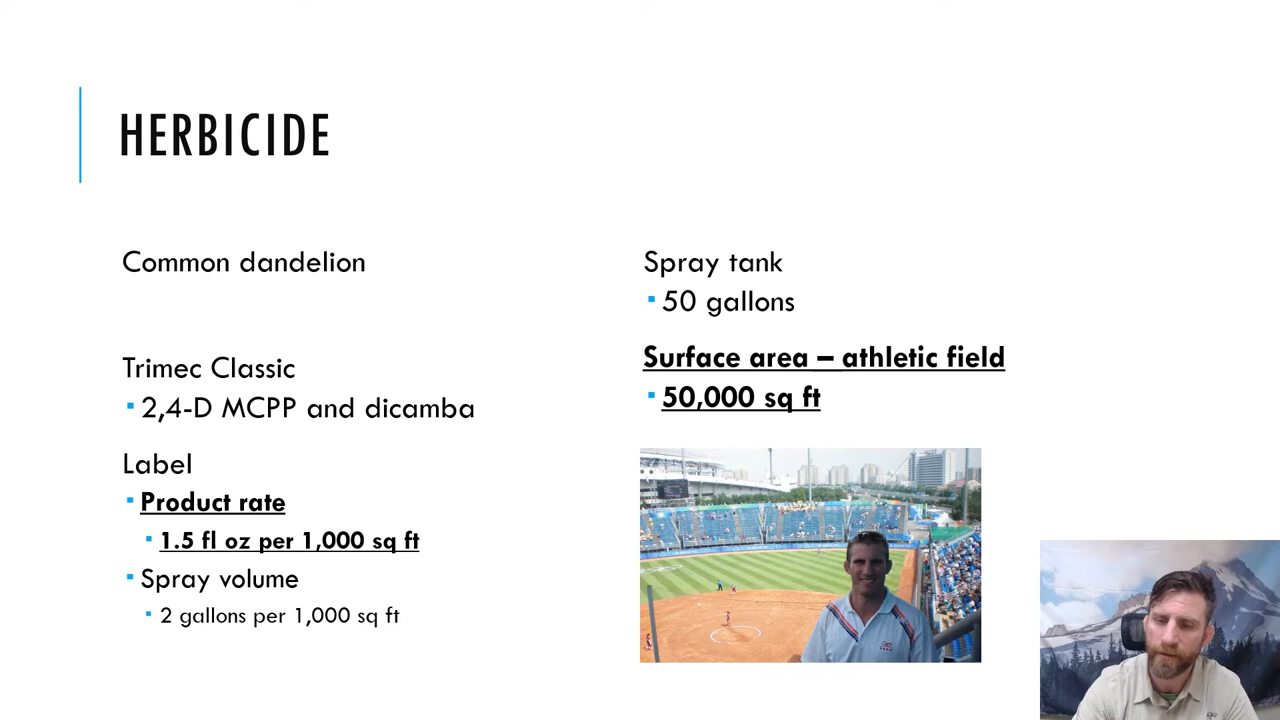 HERBICIDE
Common dandelion
Trimec Classic
2,4-D MCPP and dicamba
Label
Product rate
1.5 fl oz per 1,000 sq ft
Spray volume
2 gallons per 1,000 sq ft
Spray tank
50 gallons
Surface area – athletic field
50,000 sq ft